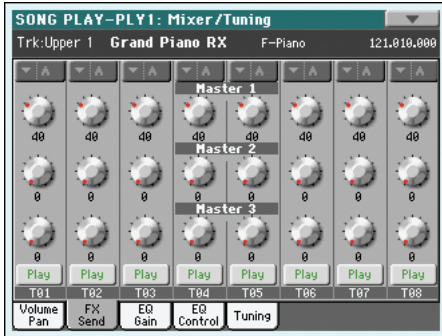 SONG PLAY-PLY1: Mixer/Tuning
Trk:Upper 1 Grand Piano RX F-Piano 121.010.000
A A A A A A A A
Master 1
40 40 40 40 40 40 40 40
Master 2
0 0 0 0 0 0 0 0
Master 3
0 0 0 0 0 0 0 0
Play Play Play Play Play Play Play Play
T01 T02 T03 T04 T05 T06 T07 T08
Volume Pan FX Send EQ Gain EQ Control Tuning